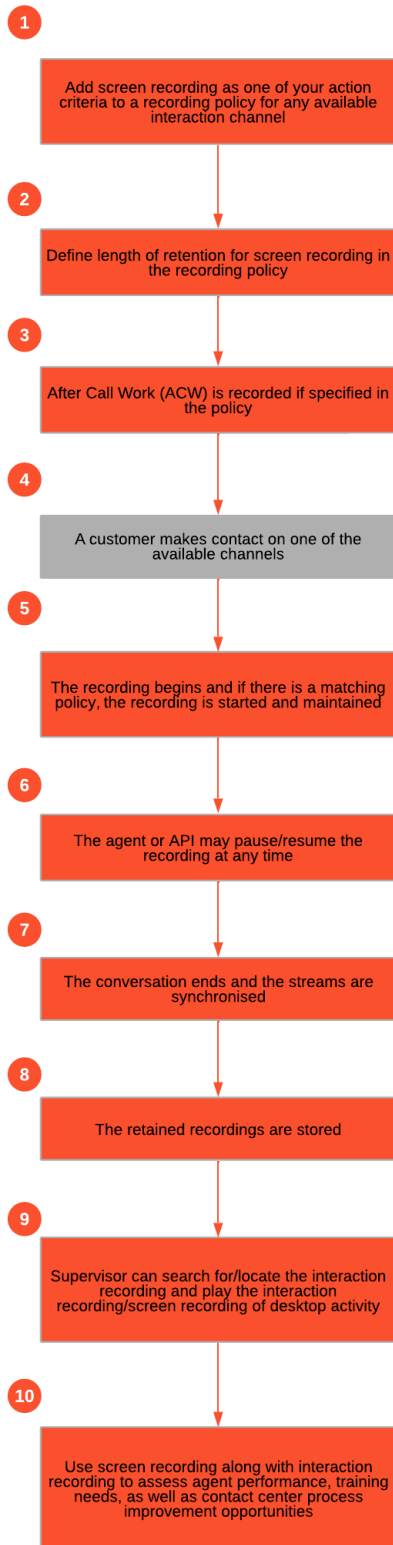 1
Add screen recording as one of your action
criteria to a recording policy for any available
interaction channel
2
Define length of retention for screen recording in
the recording policy
3
After Call Work (ACW) is recorded if specified in
the policy
4
A customer makes contact on one of the
available channels
5
The recording begins and if there is a matching
policy, the recording is started and maintained
6
The agent or API may pause/resume the
recording at any time
7
The conversation ends and the streams are
synchronised
8
The retained recordings are stored
9
Supervisor can search for/locate the interaction
recording and play the interaction
recording/screen recording of desktop activity
10
Use screen recording along with interaction
recording to assess agent performance, training
needs, as well as contact center process
improvement opportunities